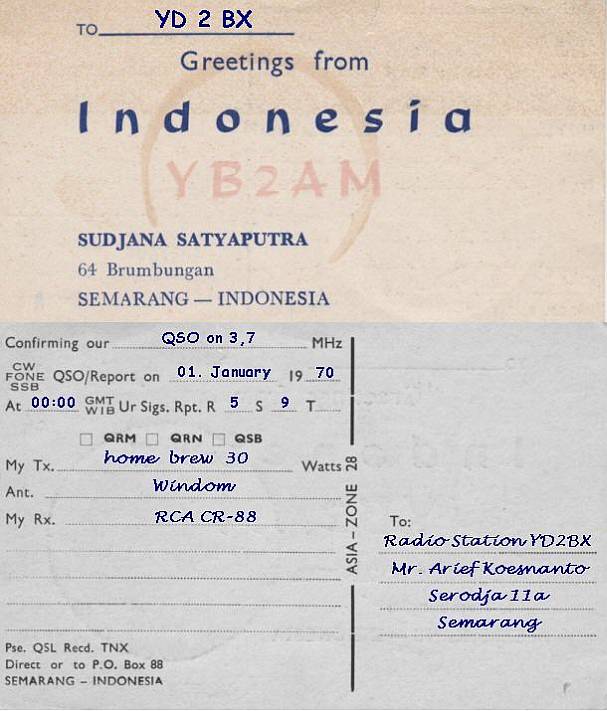 TO YD 2 BX
Greetings from
Indonesia
YB2AM
SUDJANA SATYAPUTRA
64 Brumbungan
SEMARANG — INDONESIA
Confirming our QSO on 3,7 MHz
CW
FONE QSO/Report on 01. January 19 70
SSB
At 00:00 GMT Ur Sigs. Rpt. R 5 S 9 T
WIB
QRM QRN QSB
My Tx. home brew 30 Watts
Ant. Windom
My Rx. RCA CR-88
ASIA – ZONE 28
To:
Radio Station YD2BX
Mr. Arief Koesnanto
Serodja 11a
Semarang
Pse. QSL Recd. TNX
Direct or to P.O. Box 88
SEMARANG – INDONESIA